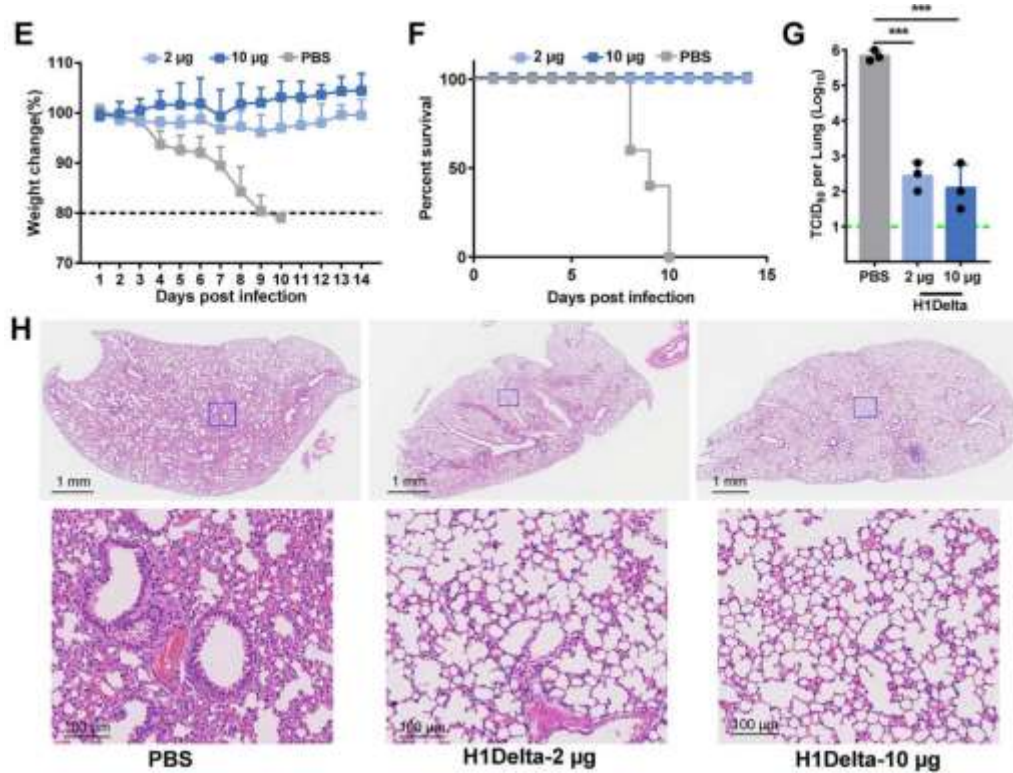 E
2 µg 10 µg PBS
Weight change(%)
110
100
90
80
70
1 2 3 4 5 6 7 8 9 10 11 12 13 14
Days post infection
F
2 µg 10 µg PBS
Percent survival
100
50
0
0 5 10 15
Days post infection
G
***
***
TCID50 per Lung (Log10)
6
5
4
3
2
1
PBS 2 µg 10 µg
H1Delta
H
1 mm
1 mm
1 mm
100 µm
100 µm
100 µm
PBS
H1Delta-2 µg
H1Delta-10 µg